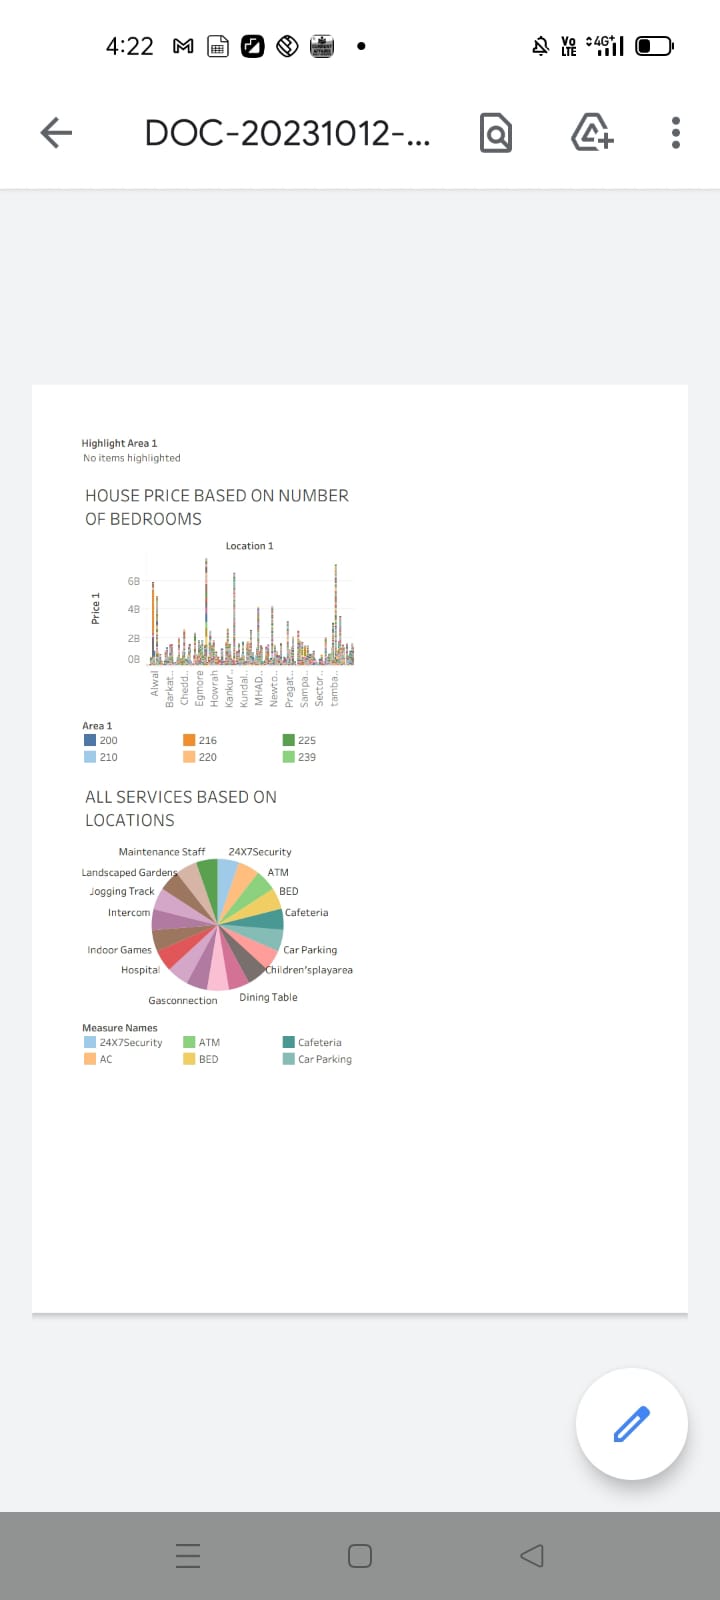 4:22
Vo LTE 4G+
DOC-20231012-...
Highlight Area 1
No items highlighted
HOUSE PRICE BASED ON NUMBER
OF BEDROOMS
Location 1
Price 1
6B
4B
2B
0B
Alwal
Barkat..
Chedd..
Egmore
Howrah
Kankur..
Kundal..
MHAD..
Newto..
Pragat..
Sampa..
Sector..
tamba..
Area 1
200 216 225
210 220 239
ALL SERVICES BASED ON
LOCATIONS
Maintenance Staff 24X7Security
Landscaped Gardens ATM
Jogging Track BED
Intercom Cafeteria
Indoor Games Car Parking
Hospital Children'splayarea
Gasconnection Dining Table
Measure Names
24X7Security ATM Cafeteria
AC BED Car Parking